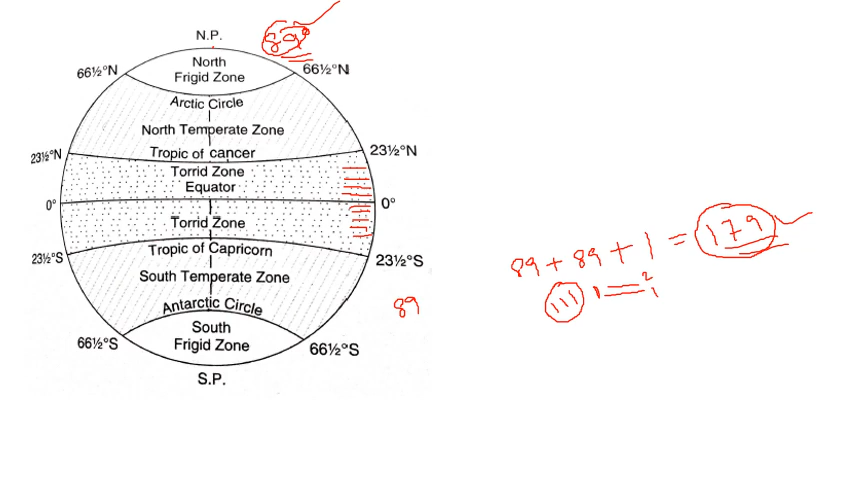 N.P.
89°
North
Frigid Zone
66½°N
66½°N
Arctic Circle
North Temperate Zone
23½°N
Tropic of cancer
23½°N
Torrid Zone
Equator
0°
0°
Torrid Zone
23½°S
Tropic of Capricorn
23½°S
South Temperate Zone
Antarctic Circle
89
South
Frigid Zone
66½°S
66½°S
S.P.
89 + 89 + 1 = 179